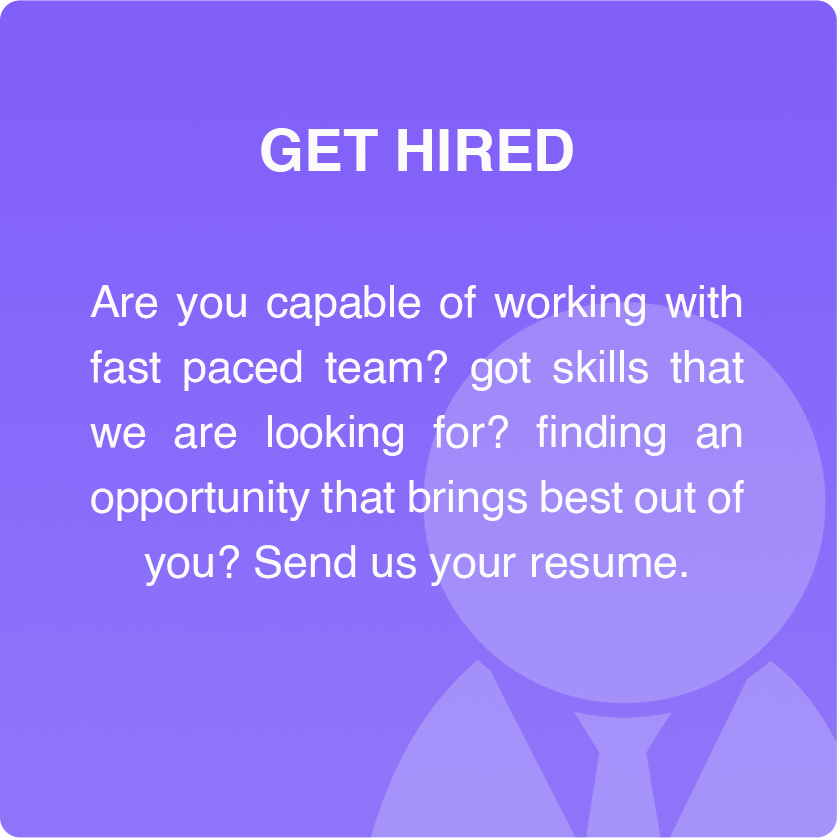 GET HIRED
Are you capable of working with
fast paced team? got skills that
we are looking for? finding an
opportunity that brings best out of
you? Send us your resume.